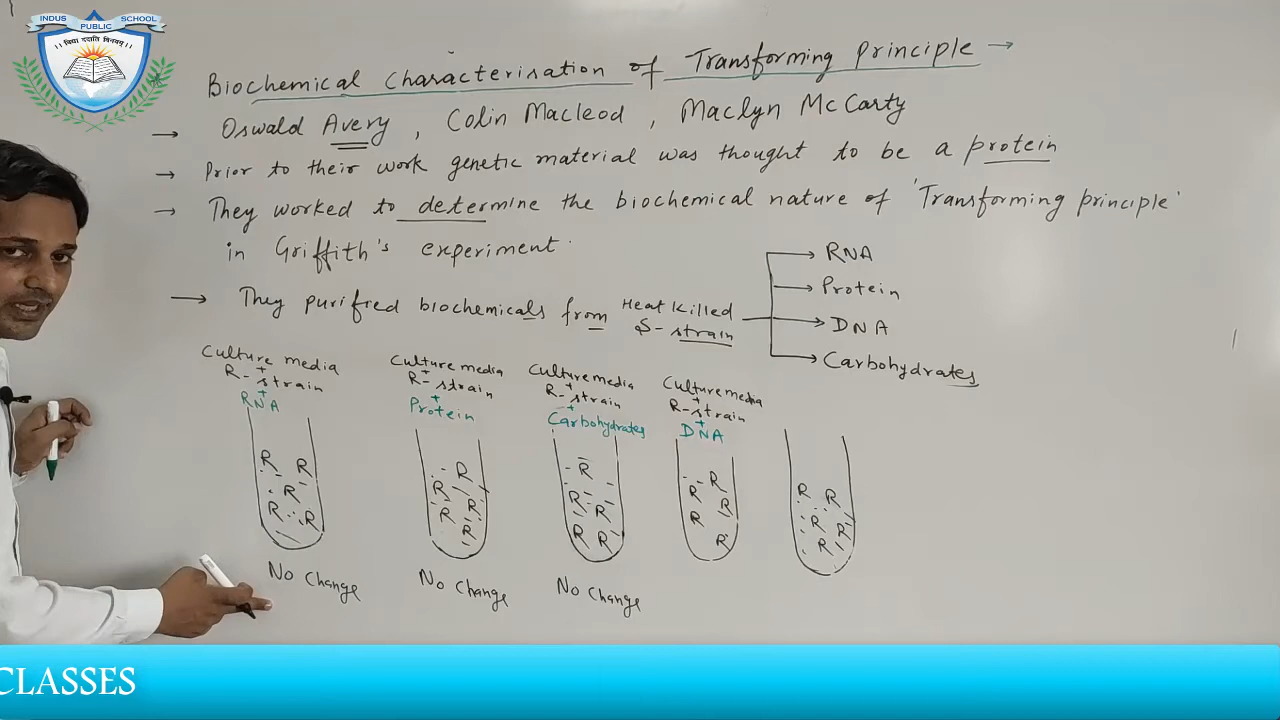 INDUS PUBLIC SCHOOL
।। विद्या ददाति विनयम् ।।
Biochemical Characterisation of Transforming Principle →
→ Oswald Avery , Colin Macleod , Maclyn McCarty
→ Prior to their work genetic material was thought to be a protein
→ They worked to determine the biochemical nature of 'Transforming principle'
in Griffith's experiment
→ They purified biochemicals from Heat Killed
S-strain
RNA
Protein
DNA
Carbohydrates
Culture media
+
R-strain
+
RNA
R R
R
R R
No Change
Culture media
+
R-strain
+
Protein
R
R
R
R
R
No Change
Culture media
+
R-strain
+
Carbohydrates
R
R R
R R
No Change
Culture media
+
R-strain
+
DNA
R
R
R
R
R
R R
R R
R
CLASSES